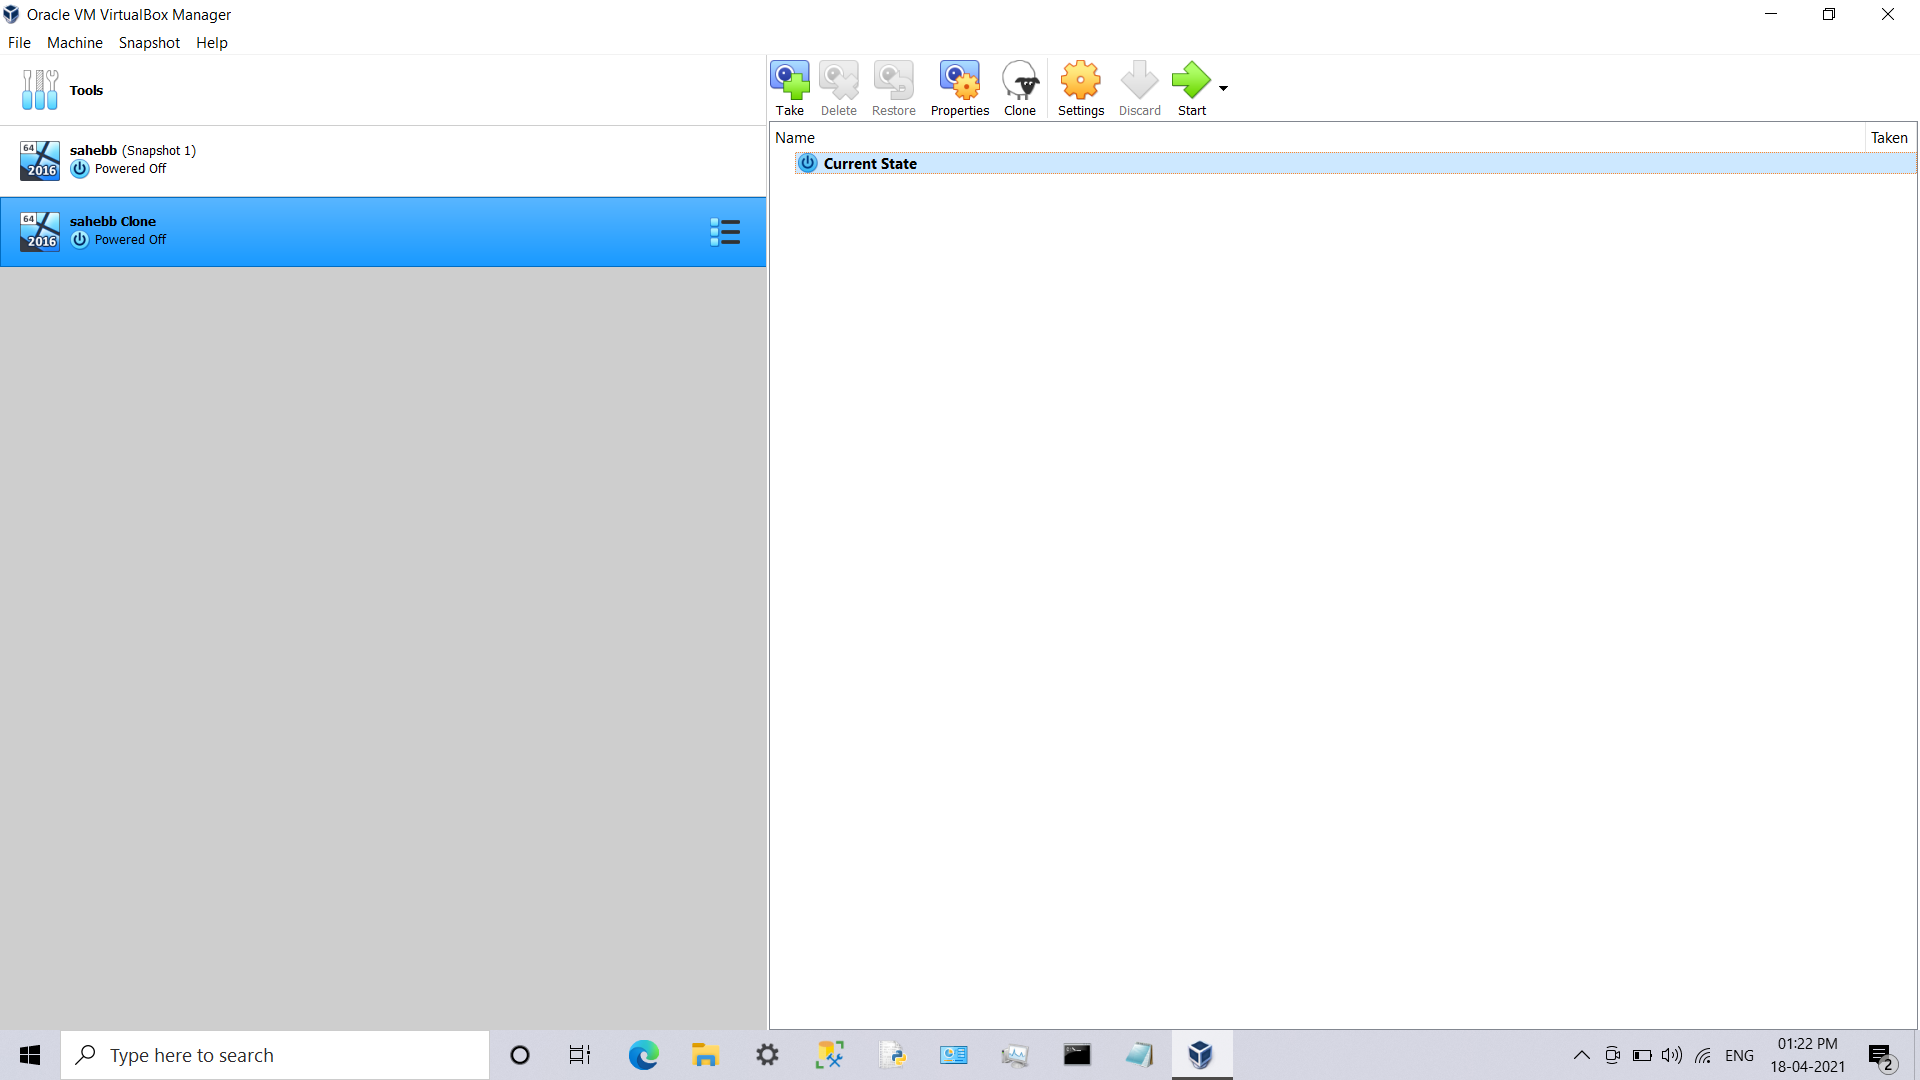 Oracle VM VirtualBox Manager
File Machine Snapshot Help
Tools
Take Delete Restore Properties Clone Settings Discard Start
Name Taken
Current State
64
2016
sahebb (Snapshot 1)
Powered Off
64
2016
sahebb Clone
Powered Off
Type here to search
ENG
01:22 PM
18-04-2021
2